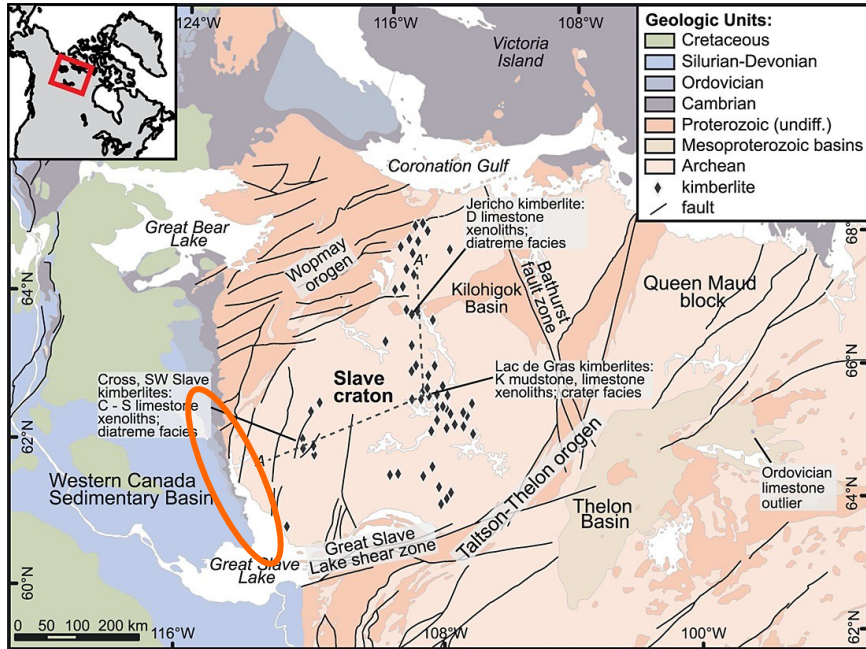 124°W
116°W
108°W
Victoria
Island
Geologic Units:
Cretaceous
Silurian-Devonian
Ordovician
Cambrian
Proterozoic (undiff.)
Mesoproterozoic basins
Archean
kimberlite
fault
Coronation Gulf
Great Bear
Lake
Jericho kimberlite:
D limestone
xenoliths;
diatreme facies
Wopmay
orogen
A'
Kilohigok
Basin
Bathurst
fault zone
Queen Maud
block
68°N
64°N
66°N
Slave
craton
Lac de Gras kimberlites:
K mudstone, limestone
xenoliths; crater facies
Cross, SW Slave
kimberlites:
C - S limestone
xenoliths;
diatreme facies
62°N
A
Western Canada
Sedimentary Basin
Ordovician
limestone
outlier
64°N
Thelon
Basin
Taltson-Thelon orogen
Great Slave
Lake shear zone
Great Slave
Lake
60°N
62°N
0 50 100 200 km
116°W
108°W
100°W